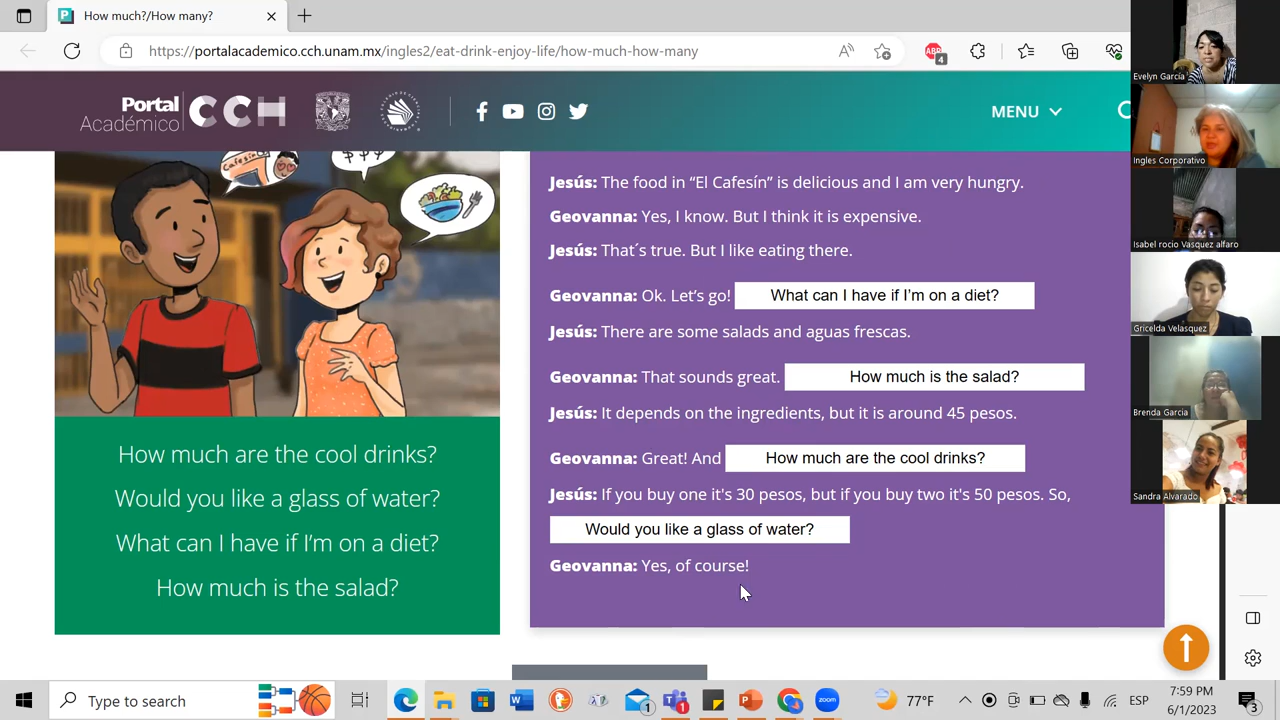 How much?/How many?
https://portalacademico.cch.unam.mx/ingles2/eat-drink-enjoy-life/how-much-how-many
4
Portal
Académico
CCH
MENU
Cafesín
$ $ $
Jesús: The food in “El Cafesín” is delicious and I am very hungry.
Geovanna: Yes, I know. But I think it is expensive.
Jesús: That´s true. But I like eating there.
Geovanna: Ok. Let’s go! What can I have if I’m on a diet?
Jesús: There are some salads and aguas frescas.
Geovanna: That sounds great. How much is the salad?
Jesús: It depends on the ingredients, but it is around 45 pesos.
Geovanna: Great! And How much are the cool drinks?
Jesús: If you buy one it's 30 pesos, but if you buy two it's 50 pesos. So,
Would you like a glass of water?
Geovanna: Yes, of course!
How much are the cool drinks?
Would you like a glass of water?
What can I have if I’m on a diet?
How much is the salad?
Evelyn García
Ingles Corporativo
Isabel rocio Vasquez alfaro
Gricelda Velasquez
Brenda Garcia
Sandra Alvarado
Type to search
1
1
77°F
ESP
7:59 PM
6/1/2023
3